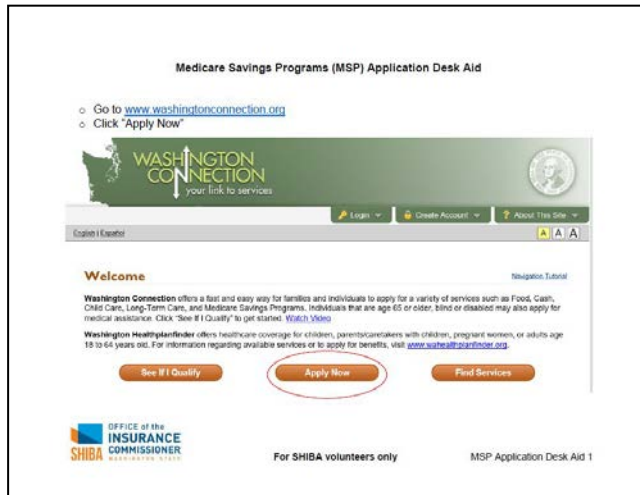 Medicare Savings Programs (MSP) Application Desk Aid
o Go to www.washingtonconnection.org
o Click "Apply Now"
WASHINGTON
CONNECTION
your link to services
Login
Create Account
? About This Site
English | Español
A A A
Welcome
Navigation Tutorial
Washington Connection offers a fast and easy way for families and individuals to apply for a variety of services such as Food, Cash,
Child Care, Long-Term Care, and Medicare Savings Programs. Individuals that are age 65 or older, blind or disabled may also apply for
medical assistance. Click "See If I Qualify" to get started. Watch Video
Washington Healthplanfinder offers healthcare coverage for children, parents/caretakers with children, pregnant women, or adults age
18 to 64 years old. For information regarding available services or to apply for benefits, visit www.wahealthplanfinder.org.
See If I Qualify
Apply Now
Find Services
OFFICE of the
INSURANCE
COMMISSIONER
SHIBA
WASHINGTON STATE
For SHIBA volunteers only
MSP Application Desk Aid 1